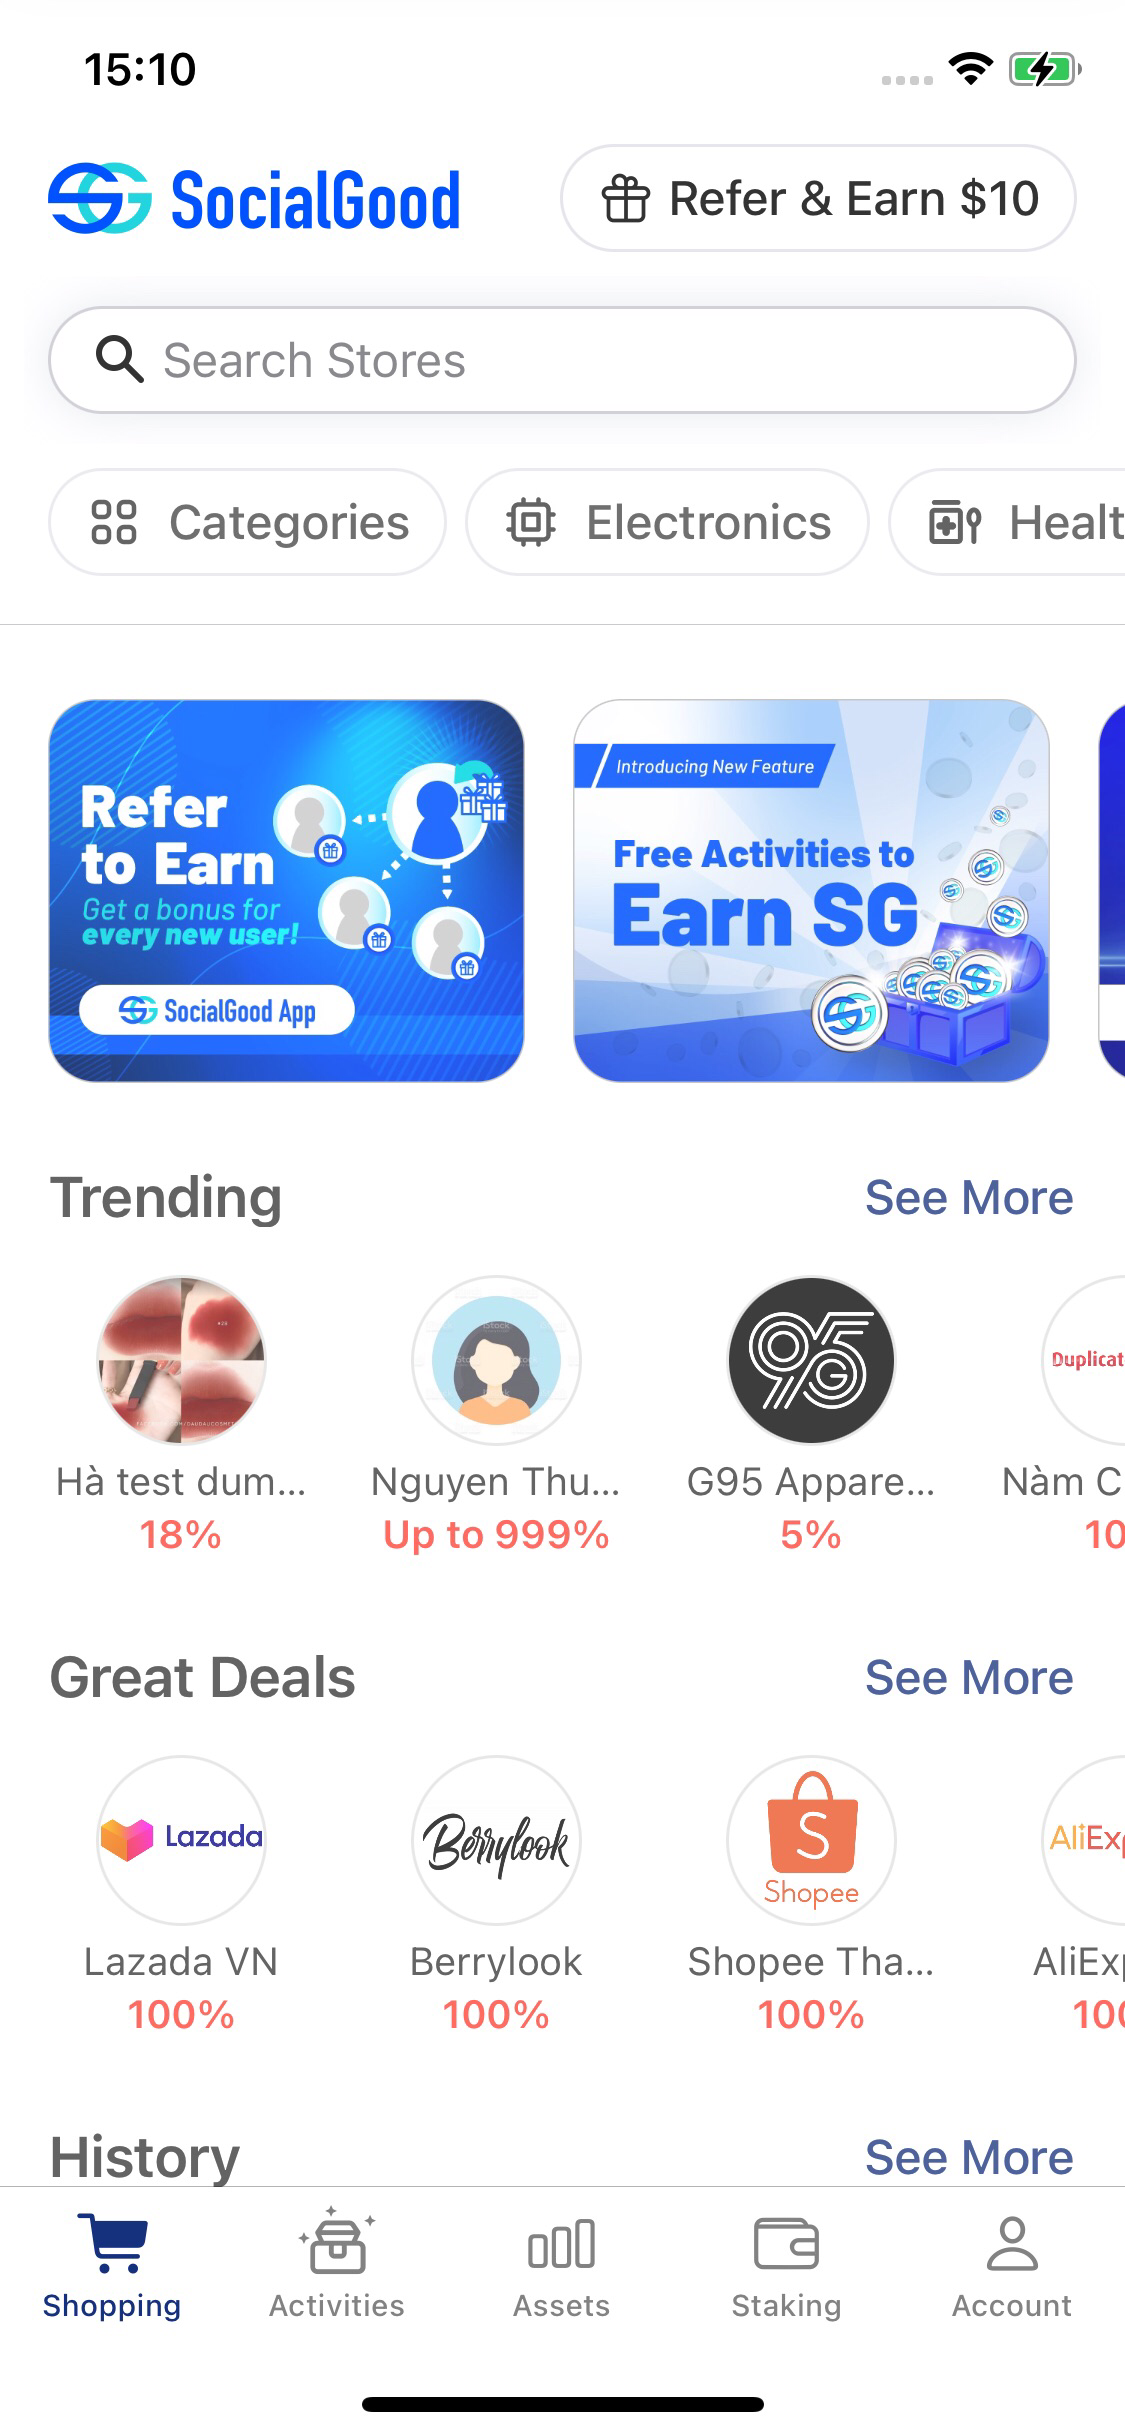 15:10
SocialGood
Refer & Earn $10
Search Stores
Categories
Electronics
Healt
Refer
to Earn
Get a bonus for
every new user!
SocialGood App
Introducing New Feature
Free Activities to
Earn SG
Trending
See More
Duplicat
Hà test dum...
Nguyen Thu...
G95 Appare...
Nàm C
18%
Up to 999%
5%
10
Great Deals
See More
Lazada
Berrylook
S
Shopee
AliExp
Lazada VN
Berrylook
Shopee Tha...
AliExp
100%
100%
100%
100
History
See More
Shopping
Activities
Assets
Staking
Account